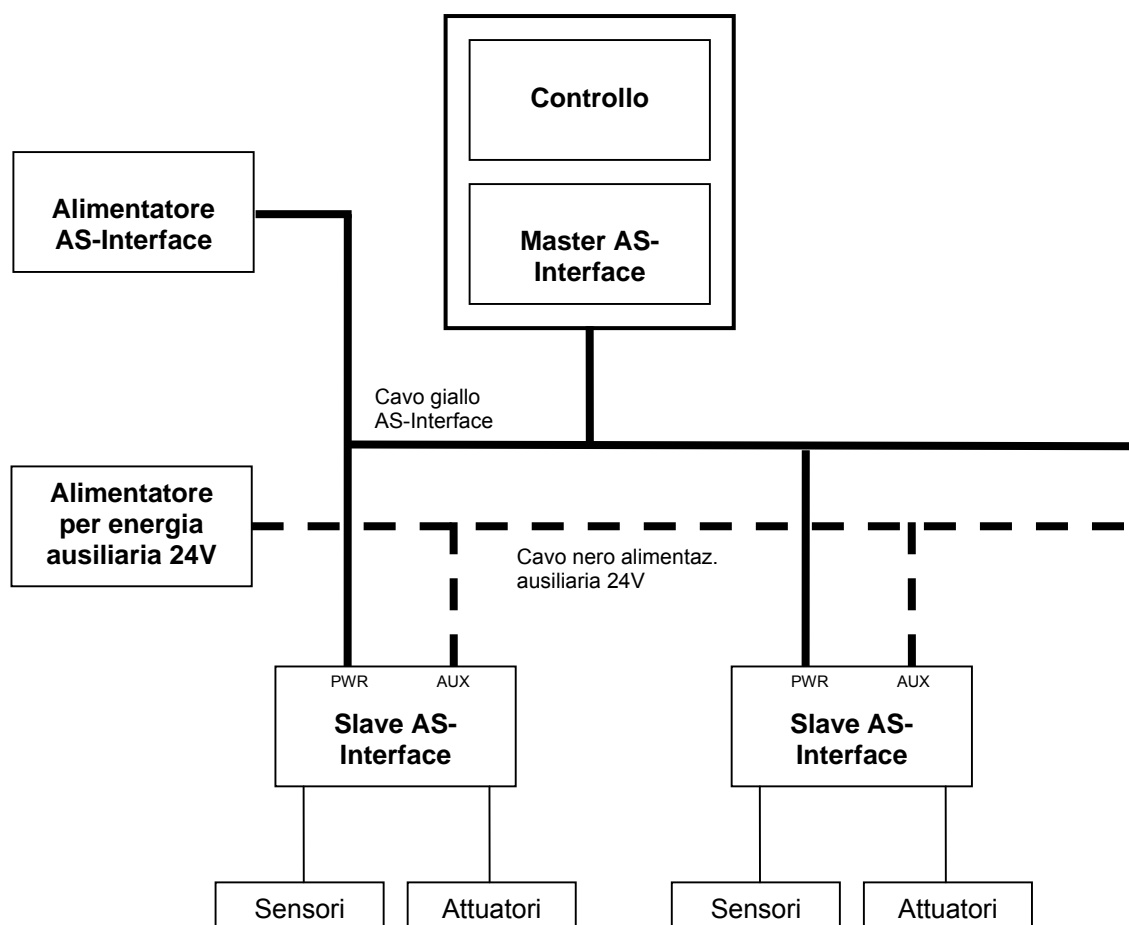 Controllo
Alimentatore
AS-Interface
Master AS-
Interface
Cavo giallo
AS-Interface
Alimentatore
per energia
ausiliaria 24V
Cavo nero alimentaz.
ausiliaria 24V
PWR AUX
Slave AS-
Interface
PWR AUX
Slave AS-
Interface
Sensori
Attuatori
Sensori
Attuatori